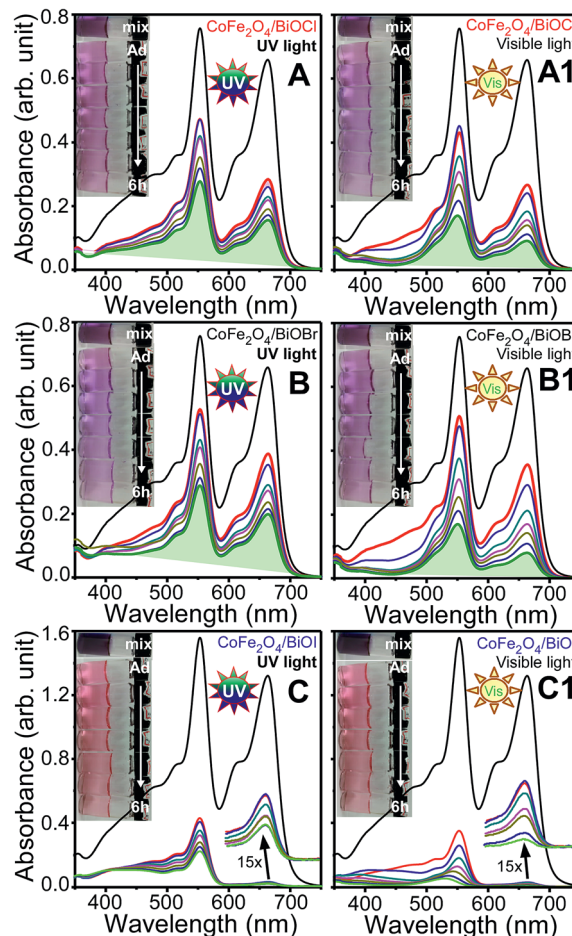 CoFe2O4/BiOCl
UV light
mix
Ad
6h
UV
A
0.8
0.6
0.4
0.2
0.0
Absorbance (arb. unit)
400 500 600 700
Wavelength (nm)
CoFe2O4/BiOC
Visible light
mix
Ad
6h
Vis
A1
400 500 600 700
Wavelength (nm)
CoFe2O4/BiOBr
UV light
mix
Ad
6h
UV
B
0.8
0.6
0.4
0.2
0.0
Absorbance (arb. unit)
400 500 600 700
Wavelength (nm)
CoFe2O4/BiOB
Visible light
mix
Ad
6h
Vis
B1
400 500 600 700
Wavelength (nm)
CoFe2O4/BiOI
UV light
mix
Ad
6h
UV
C
15x
1.6
1.2
0.8
0.4
0.0
Absorbance (arb. unit)
400 500 600 700
Wavelength (nm)
CoFe2O4/BiO
Visible light
mix
Ad
6h
Vis
C1
15x
400 500 600 700
Wavelength (nm)